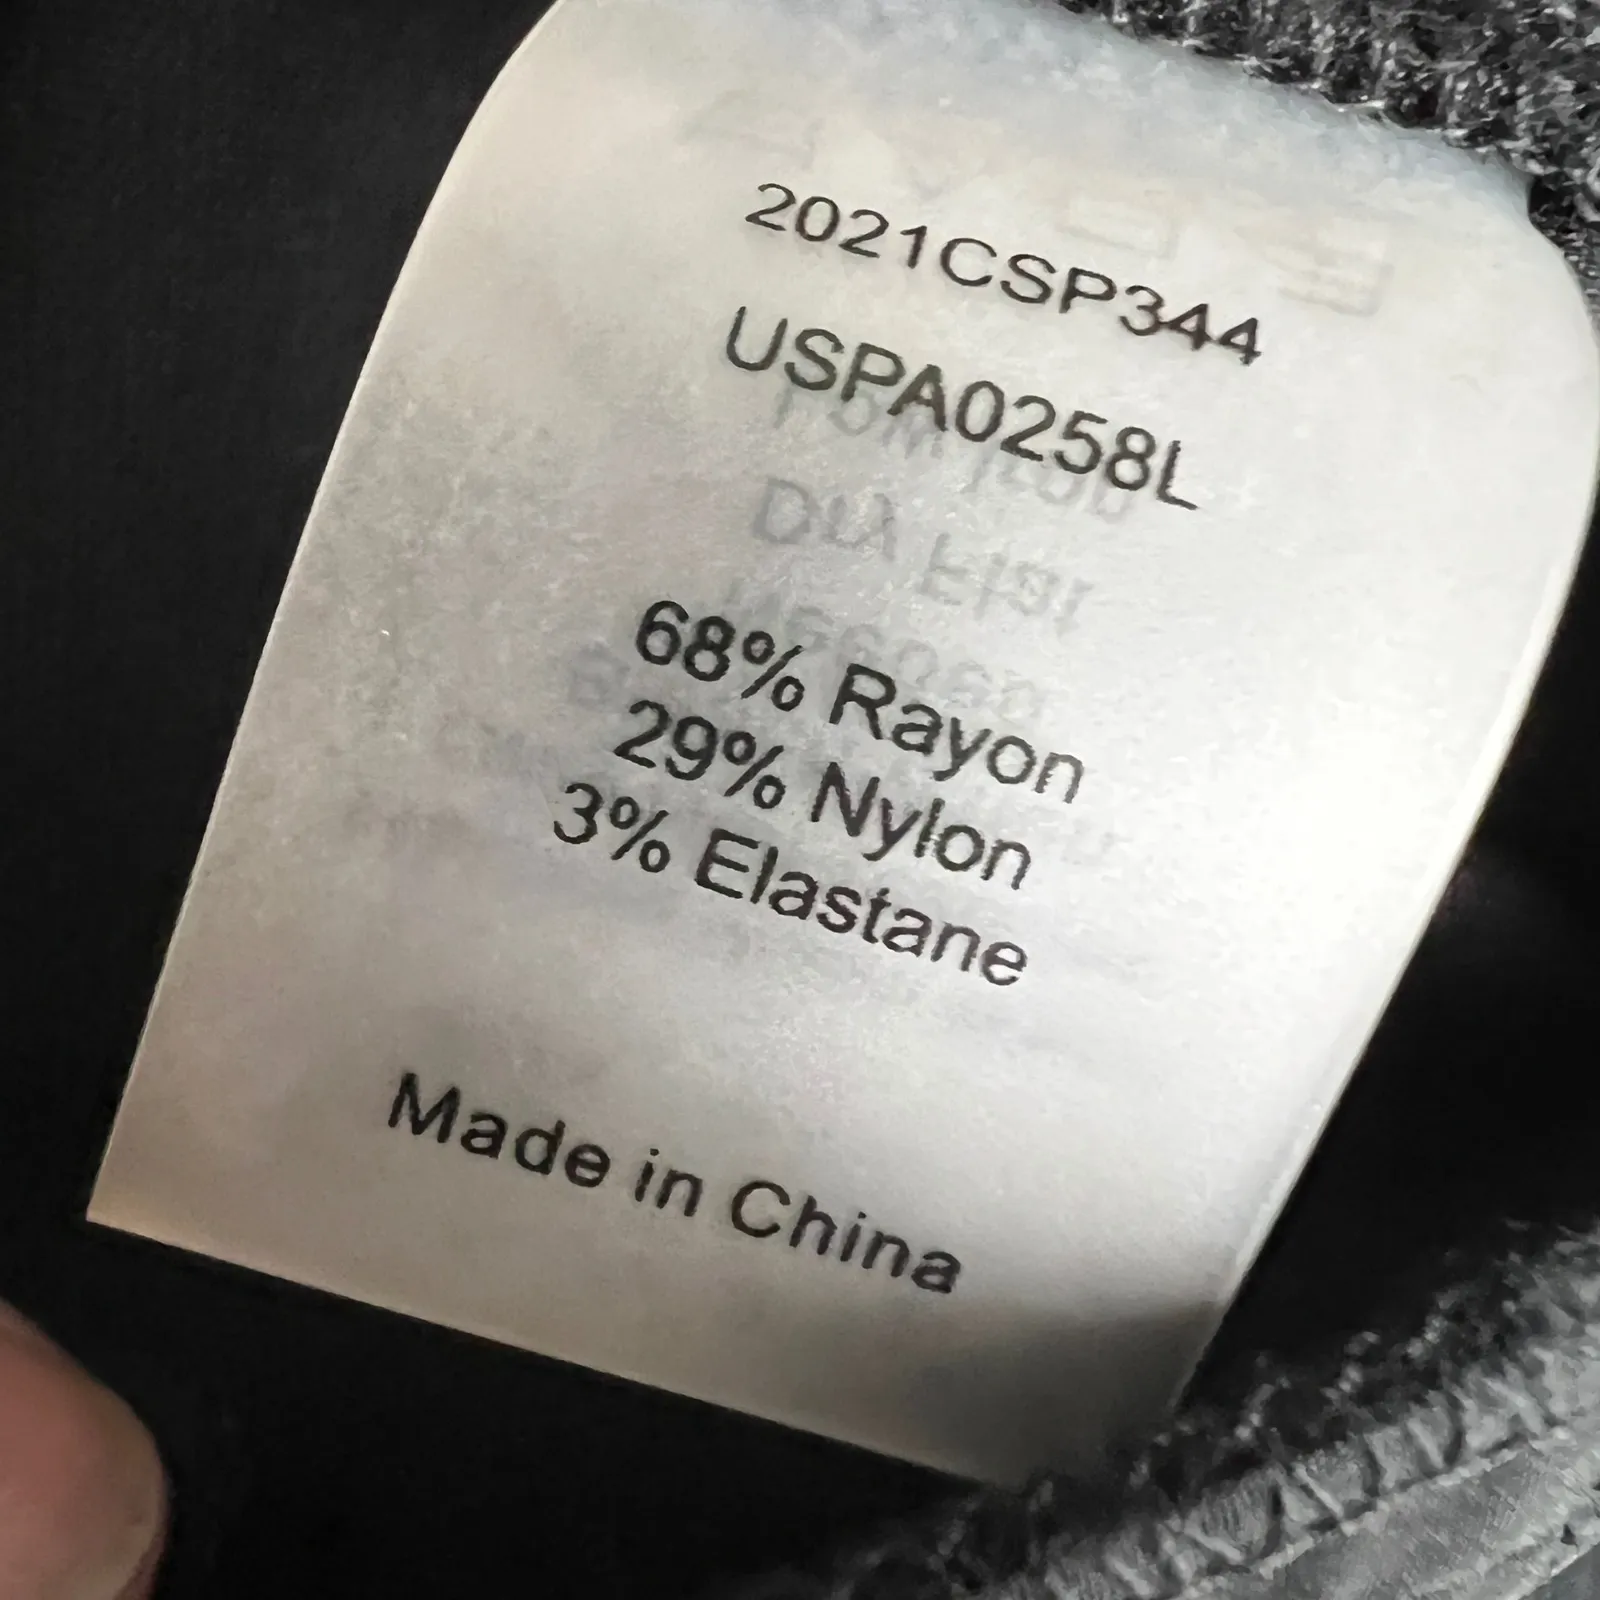 2021CSP344
USPA0258L
68% Rayon
29% Nylon
3% Elastane
Made in China